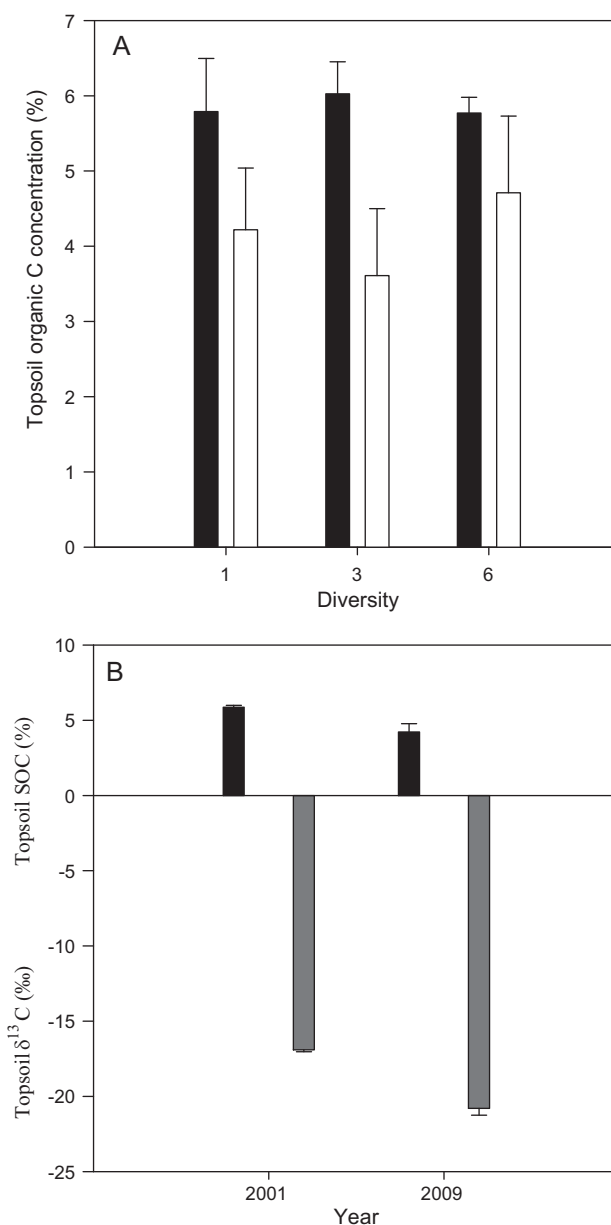 A
Topsoil organic C concentration (%)
7
6
5
4
3
2
1
0
1 3 6
Diversity
B
Topsoil SOC (%)
Topsoil δ¹³ C (‰)
10
5
0
-5
-10
-15
-20
-25
2001 2009
Year